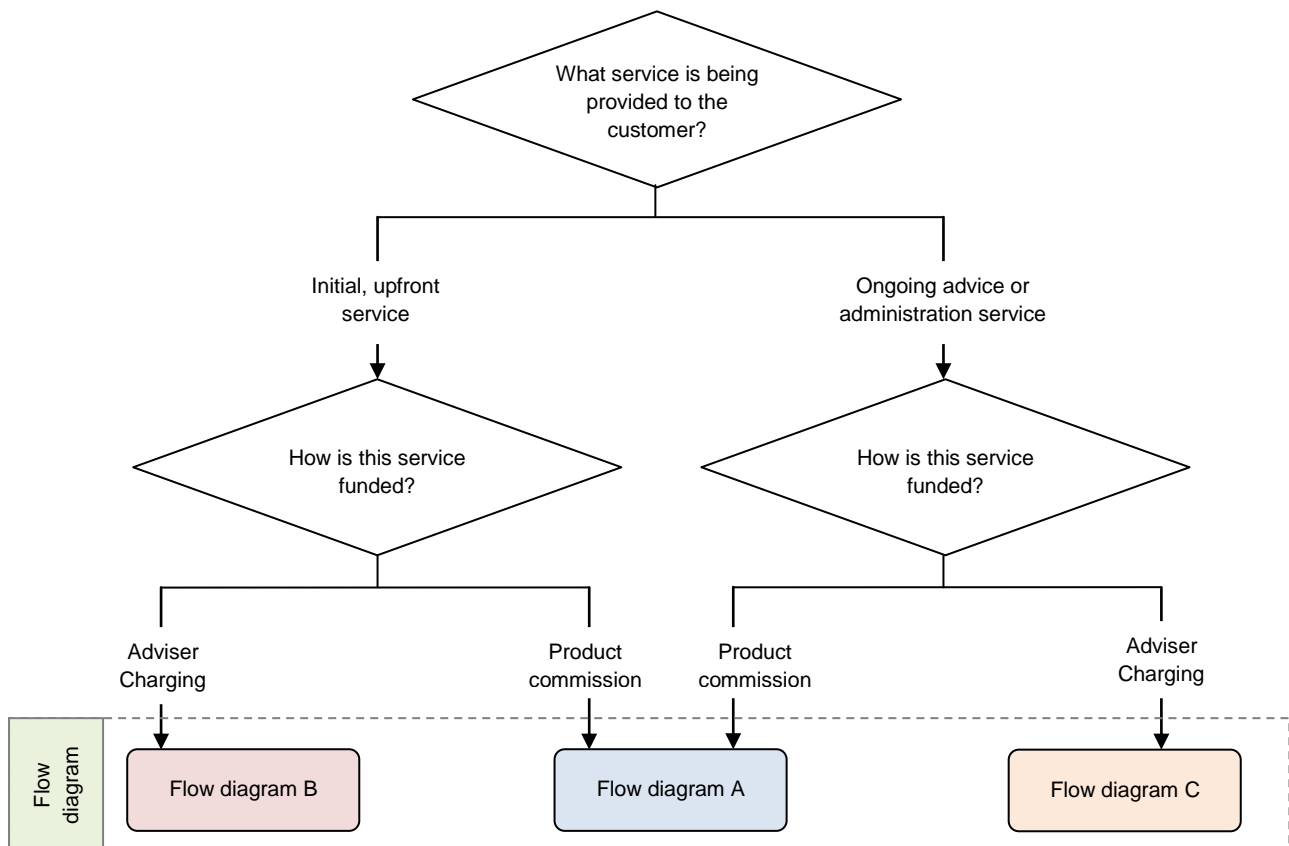 What service is being
provided to the
customer?
Initial, upfront
service
Ongoing advice or
administration service
How is this service
funded?
How is this service
funded?
Adviser
Charging
Product
commission
Product
commission
Adviser
Charging
Flow
diagram
Flow diagram B
Flow diagram A
Flow diagram C